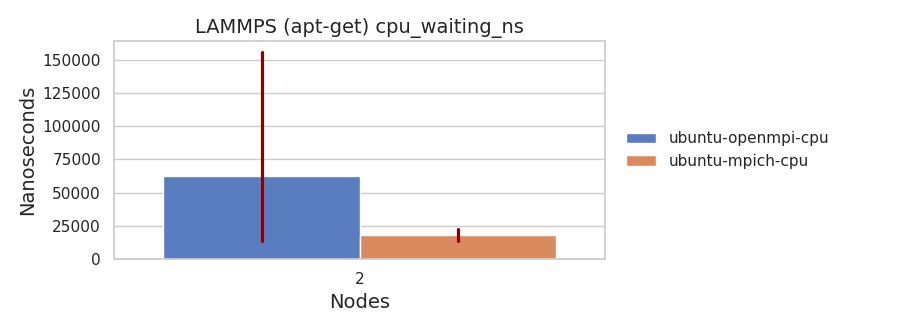 LAMMPS (apt-get) cpu_waiting_ns
150000
125000
100000
75000
50000
25000
0
Nanoseconds
2
Nodes
ubuntu-openmpi-cpu
ubuntu-mpich-cpu